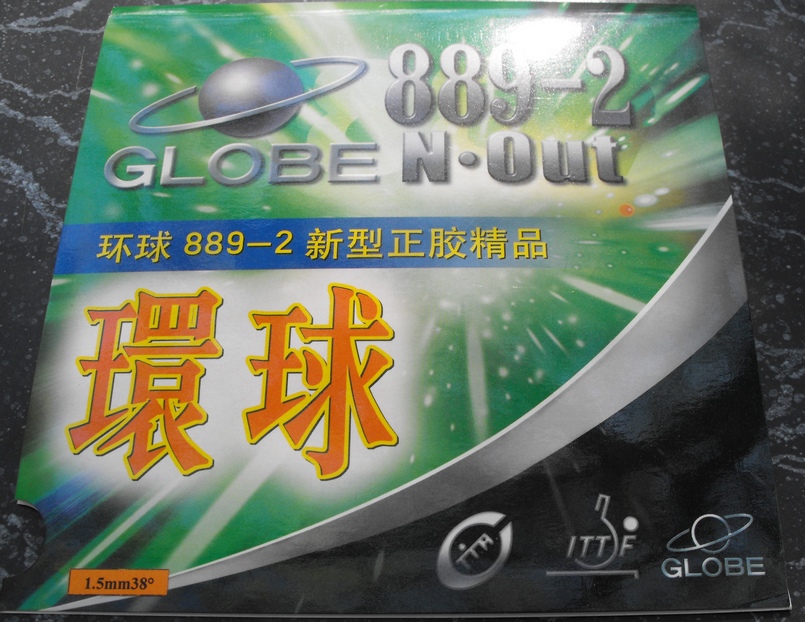 889-2
GLOBE N·Out
环球 889-2 新型正胶精品
環球
TTA
ITTF
GLOBE
1.5mm38°